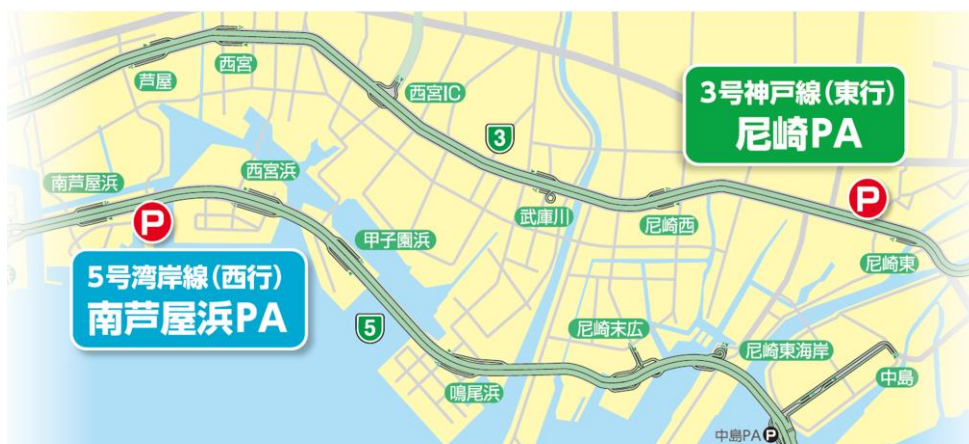 芦屋
西宮
西宮IC
3号神戸線(東行)
尼崎PA
3
P
南芦屋浜
西宮浜
武庫川
尼崎西
P
甲子園浜
尼崎東
5号湾岸線(西行)
南芦屋浜PA
5
尼崎末広
尼崎東海岸
鳴尾浜
中島
中島PA P